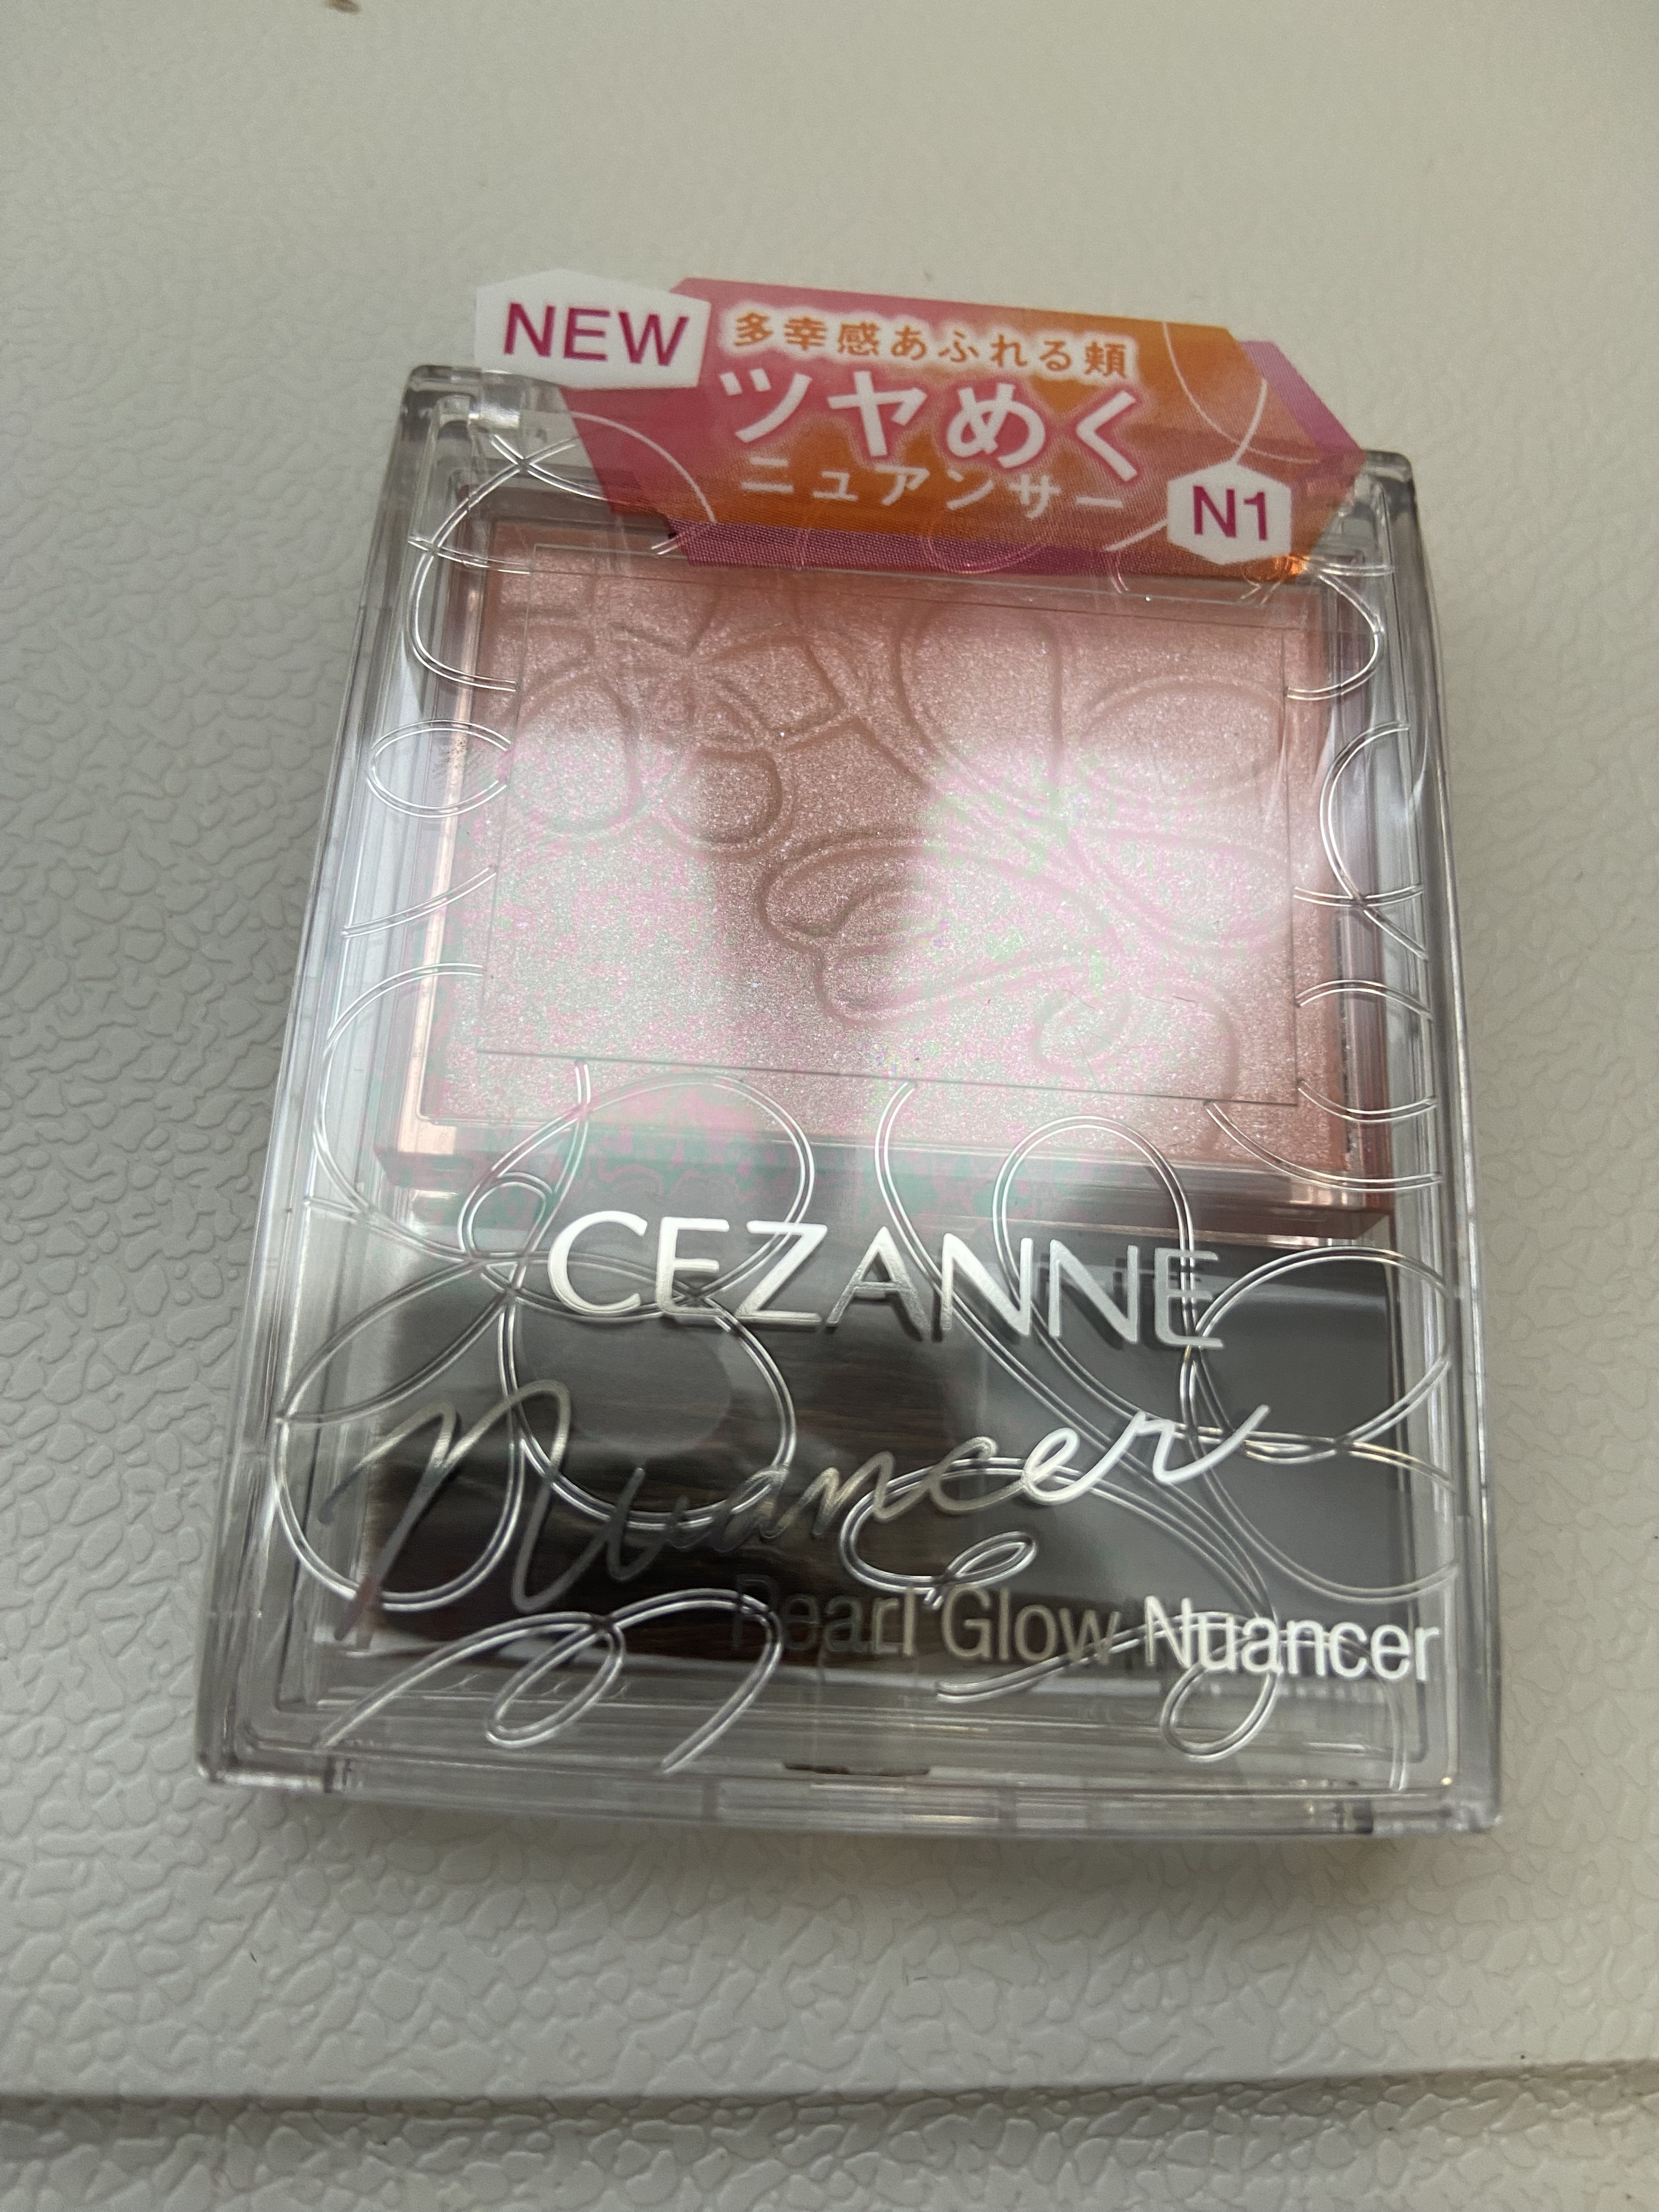 NEW
多幸感あふれる頬
ツヤめく
ニュアンサー
N1
CEZANNE
Nuancer
Pearl Glow Nuancer